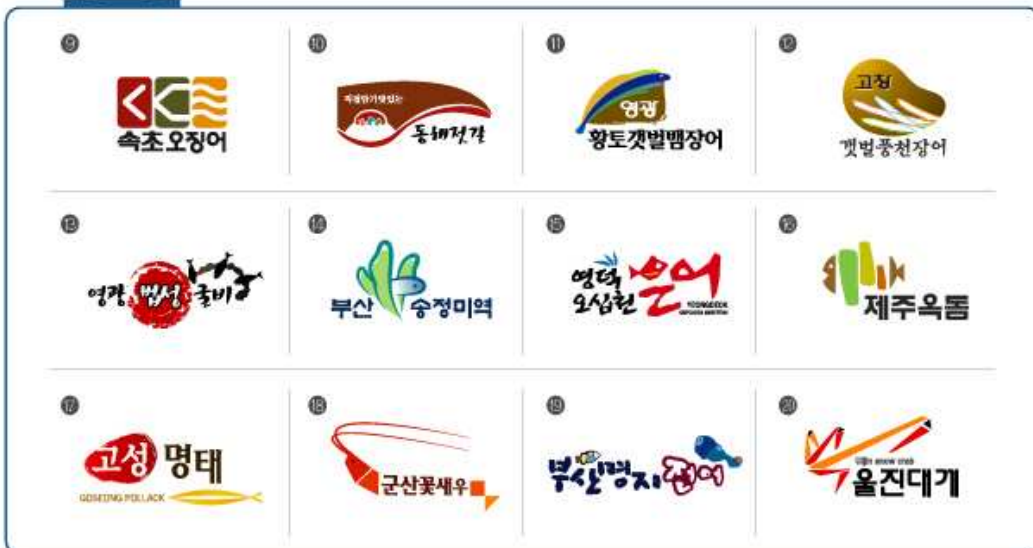 ⑨
속초오징어
⑩
동해젓갈
⑪
영광
황토갯벌뱀장어
⑫
고창
갯벌풍천장어
⑬
영광 법성 굴비
⑭
부산 송정미역
⑮
영덕
오십천 은어
YEONGDEOK
⑯
제주옥돔
⑰
고성 명태
GOSEONG POLLACK
⑱
군산꽃새우
⑲
부산명지전어
⑳
snow crab
울진대게